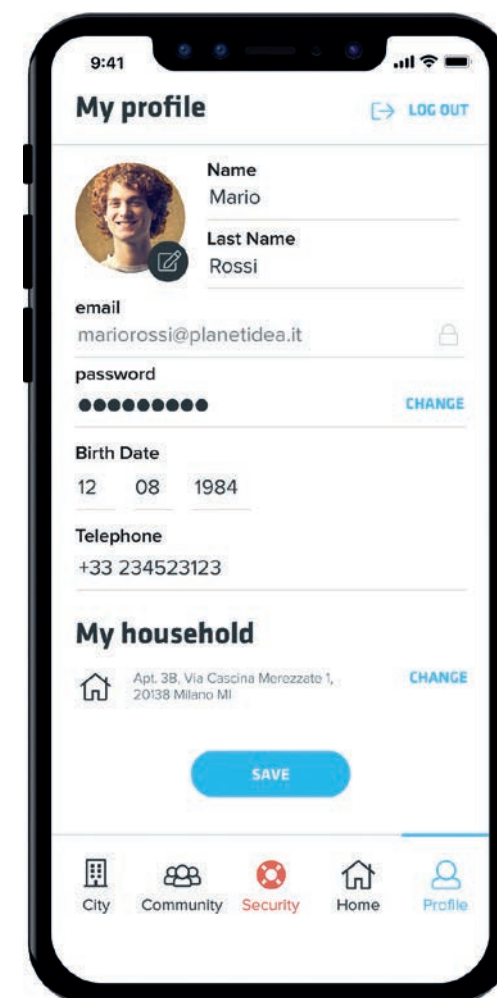 9:41
My profile
LOG OUT
Name
Mario
Last Name
Rossi
email
mariorossi@planetidea.it
password
CHANGE
Birth Date
12 08 1984
Telephone
+33 234523123
My household
Apt. 3B, Via Cascina Merezzate 1,
20138 Milano MI
CHANGE
SAVE
City Community Security Home Profile